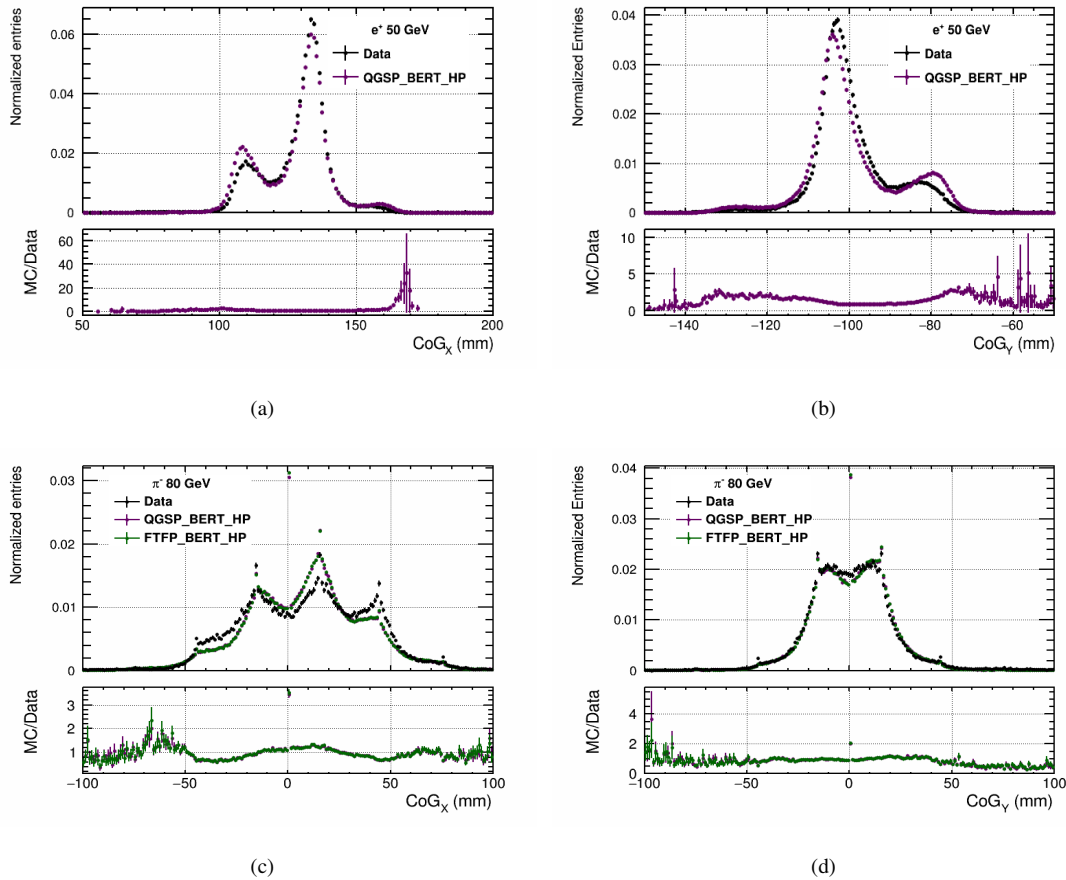 Normalized entries
0.06
0.04
0.02
0
e⁺ 50 GeV
Data
QGSP_BERT_HP
MC/Data
60
40
20
0
50 100 150 200
CoG_X (mm)
(a)
Normalized Entries
0.04
0.03
0.02
0.01
0
e⁺ 50 GeV
Data
QGSP_BERT_HP
MC/Data
10
5
0
−140 −120 −100 −80 −60
CoG_Y (mm)
(b)
Normalized entries
0.03
0.02
0.01
0
π⁻ 80 GeV
Data
QGSP_BERT_HP
FTFP_BERT_HP
MC/Data
3
2
1
−100 −50 0 50 100
CoG_X (mm)
(c)
Normalized Entries
0.04
0.03
0.02
0.01
0
π⁻ 80 GeV
Data
QGSP_BERT_HP
FTFP_BERT_HP
MC/Data
4
2
0
−100 −50 0 50 100
CoG_Y (mm)
(d)